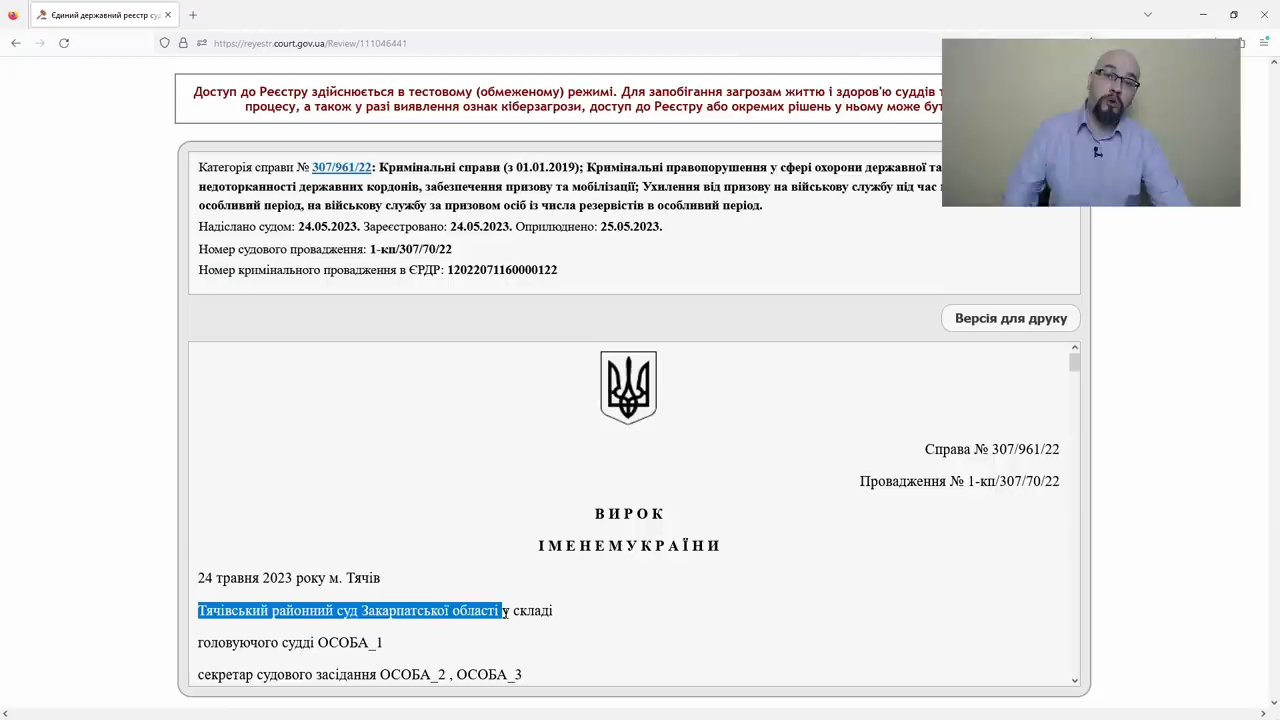 Єдиний державний реєстр суд
https://reyestr.court.gov.ua/Review/111046441
Доступ до Реєстру здійснюється в тестовому (обмеженому) режимі. Для запобігання загрозам життю і здоров'ю суддів
процесу, а також у разі виявлення ознак кіберзагрози, доступ до Реєстру або окремих рішень у ньому може
Категорія справи № 307/961/22: Кримінальні справи (з 01.01.2019); Кримінальні правопорушення у сфері охорони державної
недоторканності державних кордонів, забезпечення призову та мобілізації; Ухилення від призову на військову службу під час
особливий період, на військову службу за призовом осіб із числа резервістів в особливий період.
Надіслано судом: 24.05.2023. Зареєстровано: 24.05.2023. Оприлюднено: 25.05.2023.
Номер судового провадження: 1-кп/307/70/22
Номер кримінального провадження в ЄРДР: 12022071160000122
Версія для друку
Справа № 307/961/22
Провадження № 1-кп/307/70/22
В И Р О К
І М Е Н Е М У К Р А Ї Н И
24 травня 2023 року м. Тячів
Тячівський районний суд Закарпатської області у складі
головуючого судді ОСОБА_1
секретар судового засідання ОСОБА_2 , ОСОБА_3